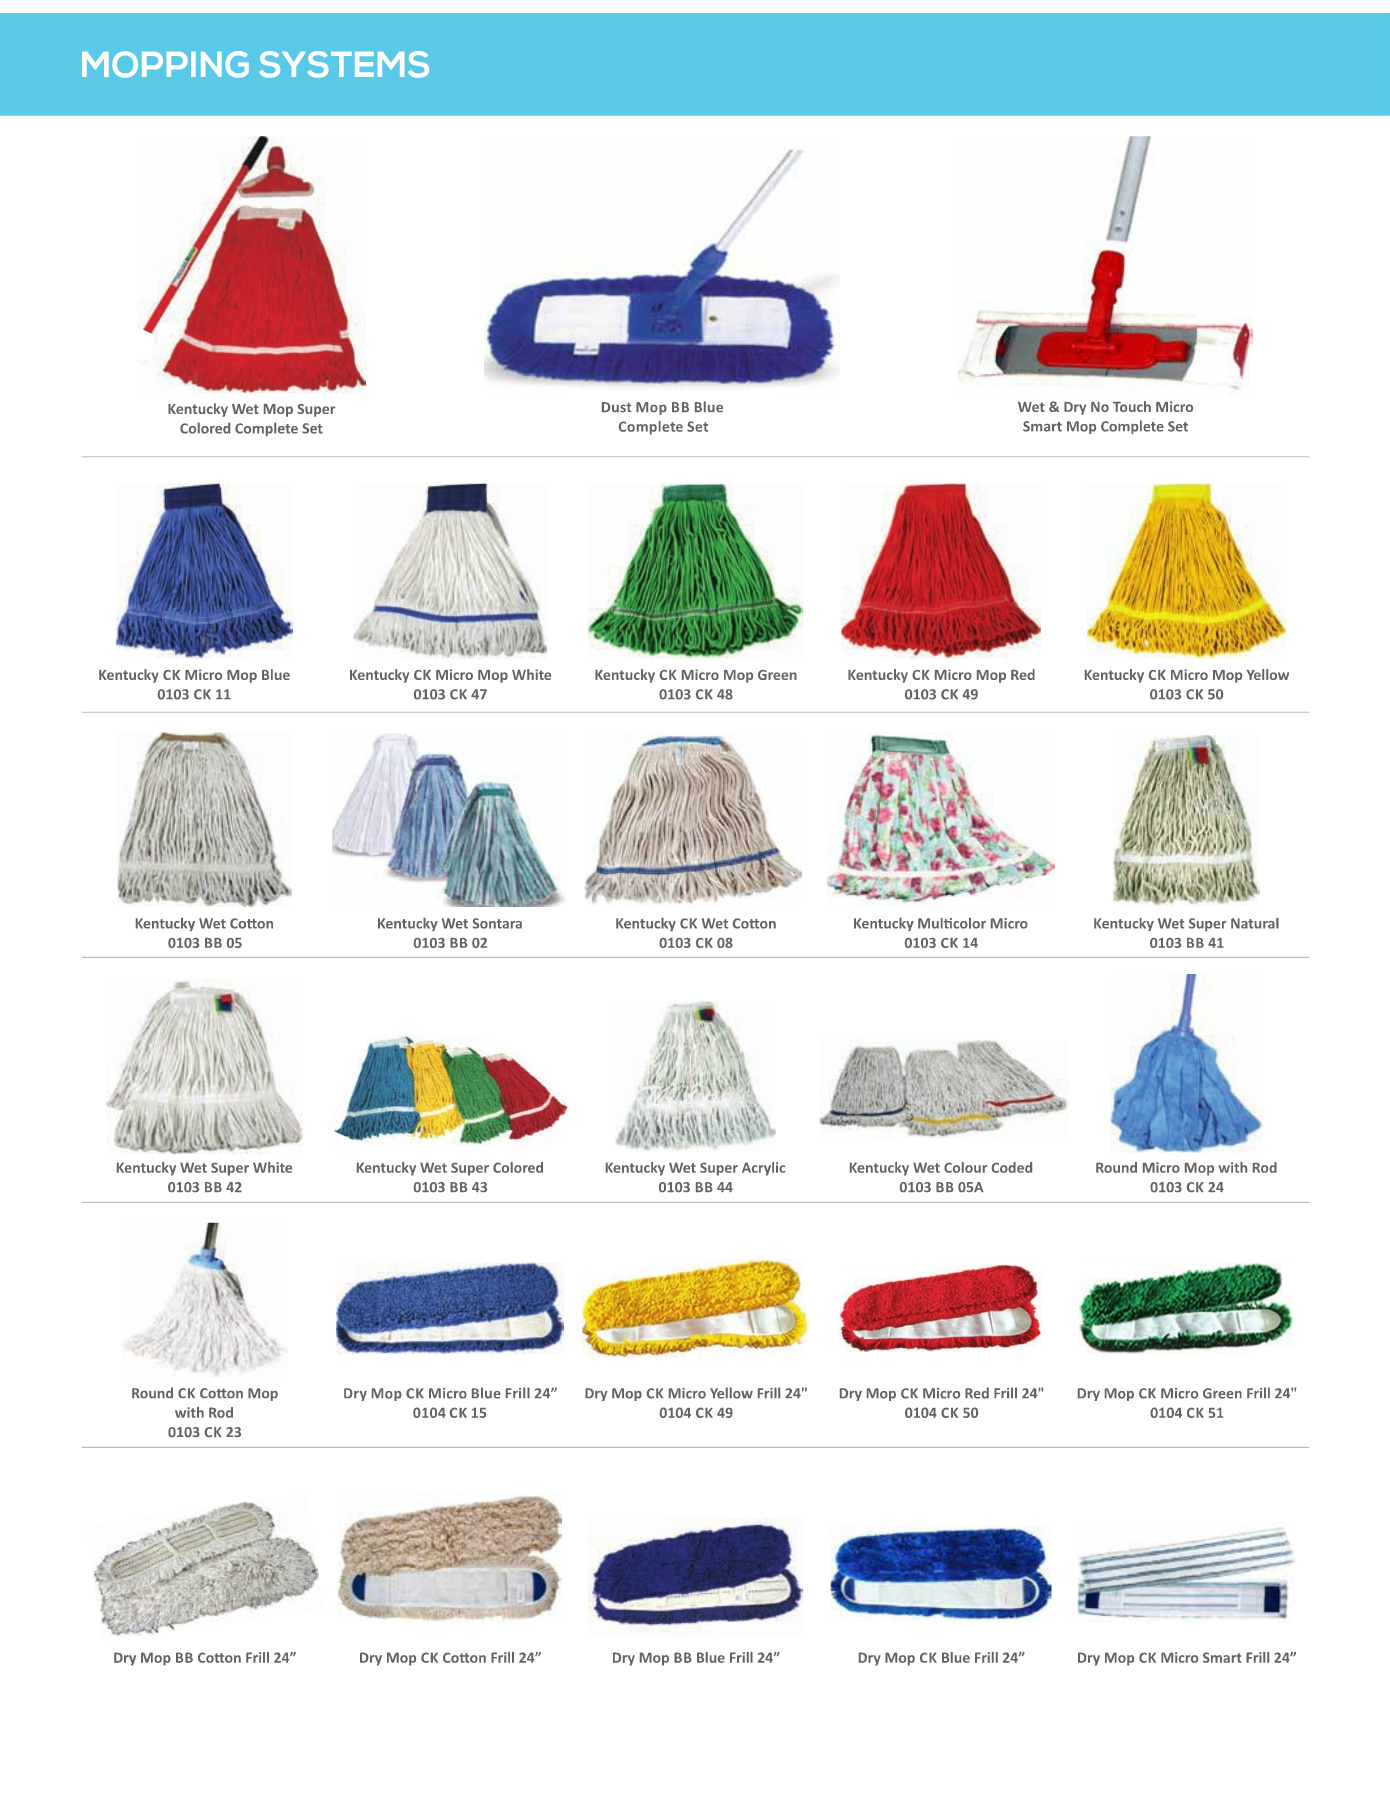 MOPPING SYSTEMS
Kentucky Wet Mop Super
Colored Complete Set
Dust Mop BB Blue
Complete Set
Wet & Dry No Touch Micro
Smart Mop Complete Set
Kentucky CK Micro Mop Blue
0103 CK 11
Kentucky CK Micro Mop White
0103 CK 47
Kentucky CK Micro Mop Green
0103 CK 48
Kentucky CK Micro Mop Red
0103 CK 49
Kentucky CK Micro Mop Yellow
0103 CK 50
Kentucky Wet Cotton
0103 BB 05
Kentucky Wet Sontara
0103 BB 02
Kentucky CK Wet Cotton
0103 CK 08
Kentucky Multicolor Micro
0103 CK 14
Kentucky Wet Super Natural
0103 BB 41
Kentucky Wet Super White
0103 BB 42
Kentucky Wet Super Colored
0103 BB 43
Kentucky Wet Super Acrylic
0103 BB 44
Kentucky Wet Colour Coded
0103 BB 05A
Round Micro Mop with Rod
0103 CK 24
Round CK Cotton Mop
with Rod
0103 CK 23
Dry Mop CK Micro Blue Frill 24”
0104 CK 15
Dry Mop CK Micro Yellow Frill 24"
0104 CK 49
Dry Mop CK Micro Red Frill 24"
0104 CK 50
Dry Mop CK Micro Green Frill 24"
0104 CK 51
Dry Mop BB Cotton Frill 24”
Dry Mop CK Cotton Frill 24”
Dry Mop BB Blue Frill 24”
Dry Mop CK Blue Frill 24”
Dry Mop CK Micro Smart Frill 24”